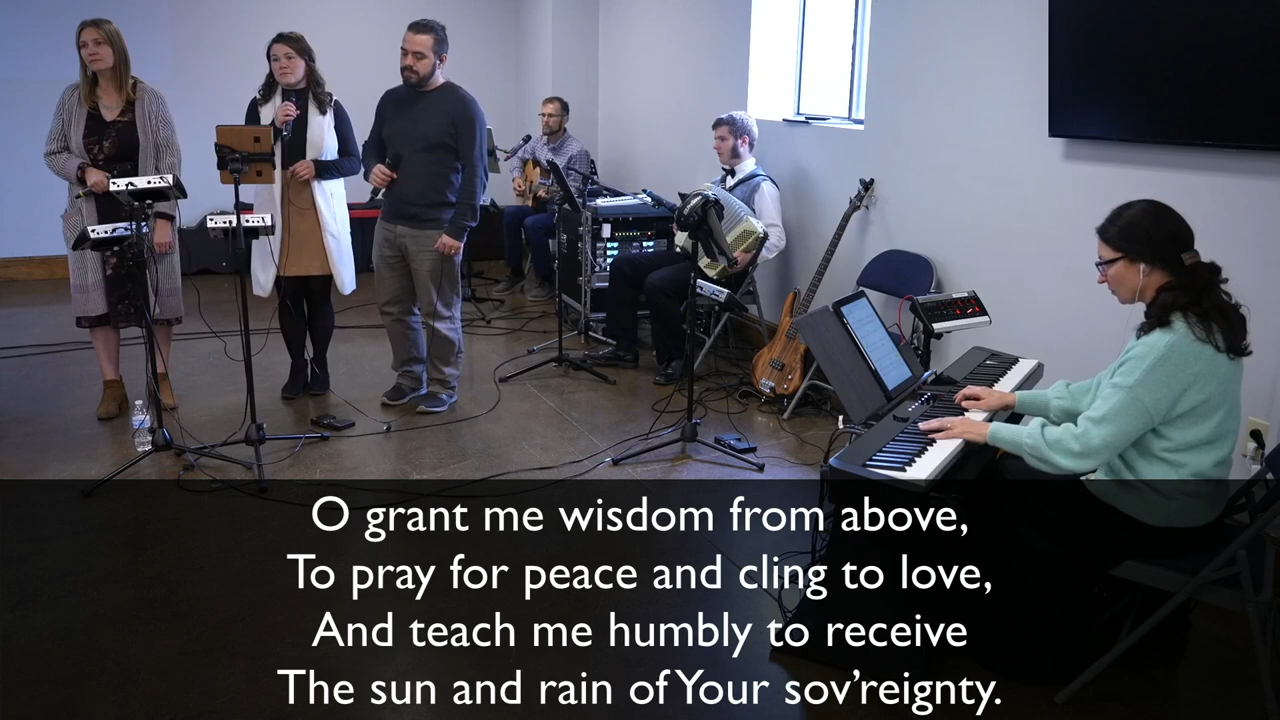 O grant me wisdom from above,
To pray for peace and cling to love,
And teach me humbly to receive
The sun and rain of Your sov'reignty.